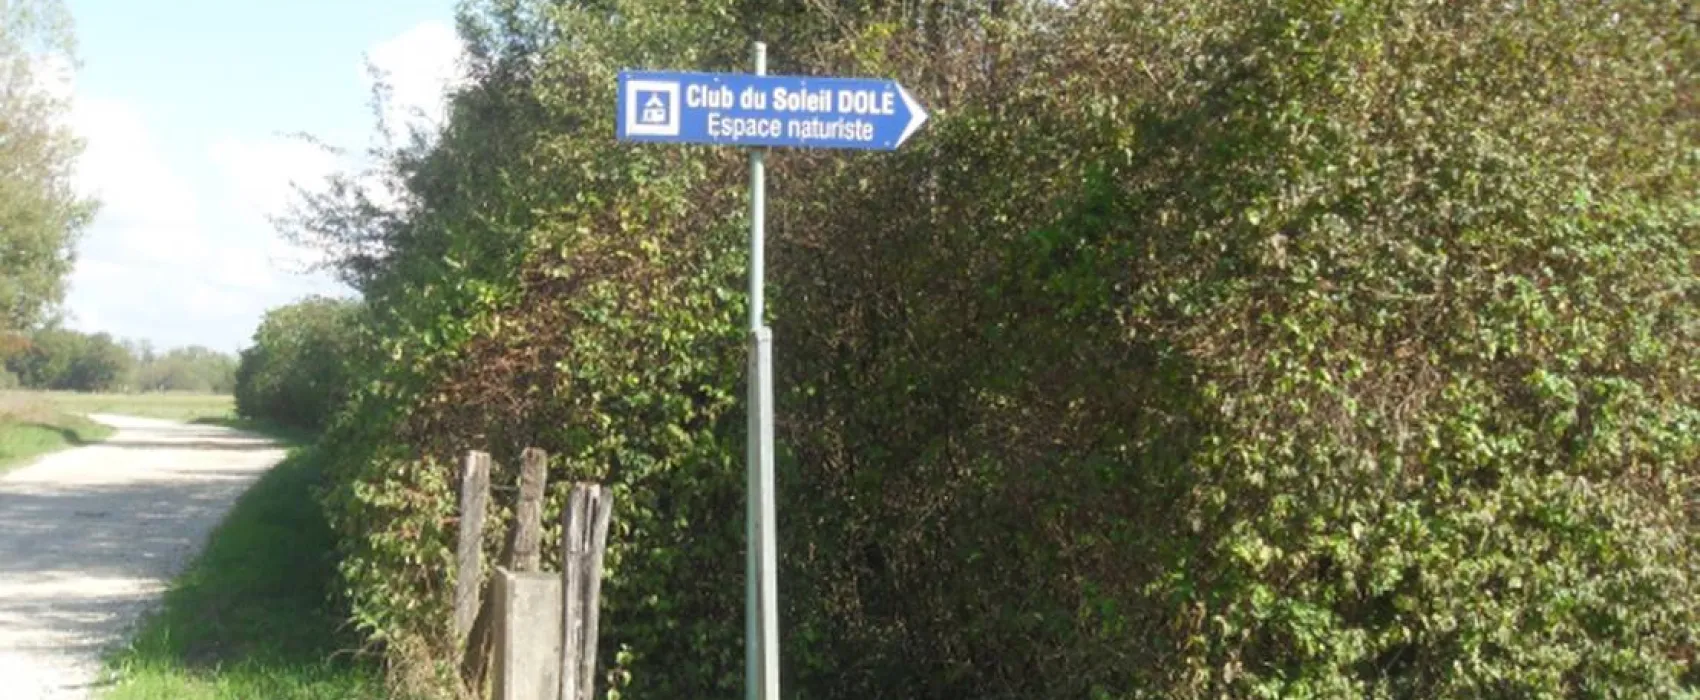 Club du Soleil DOLE
Espace naturiste